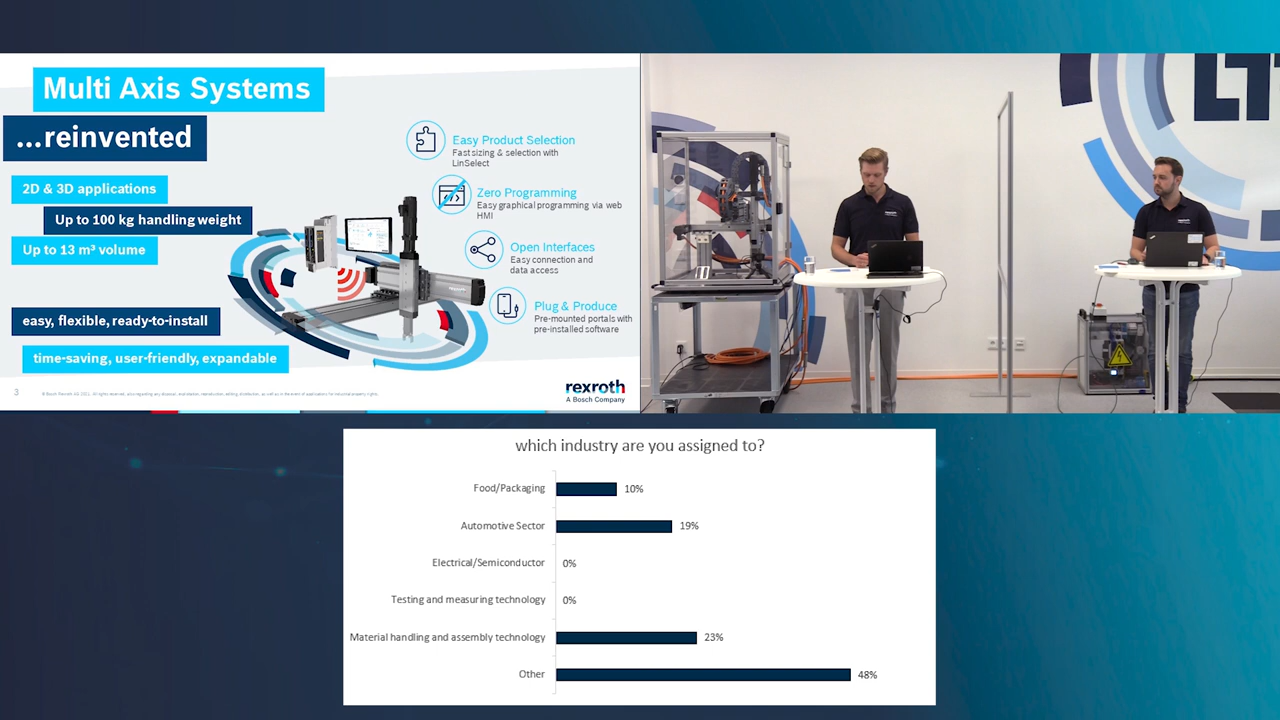 Multi Axis Systems
...reinvented
2D & 3D applications
Up to 100 kg handling weight
Up to 13 m³ volume
easy, flexible, ready-to-install
time-saving, user-friendly, expandable
Easy Product Selection
Fast sizing & selection with
LinSelect
Zero Programming
Easy graphical programming via web
HMI
Open Interfaces
Easy connection and
data access
Plug & Produce
Pre-mounted portals with
pre-installed software
3
rexroth
A Bosch Company
which industry are you assigned to?
Food/Packaging 10%
Automotive Sector 19%
Electrical/Semiconductor 0%
Testing and measuring technology 0%
Material handling and assembly technology 23%
Other 48%